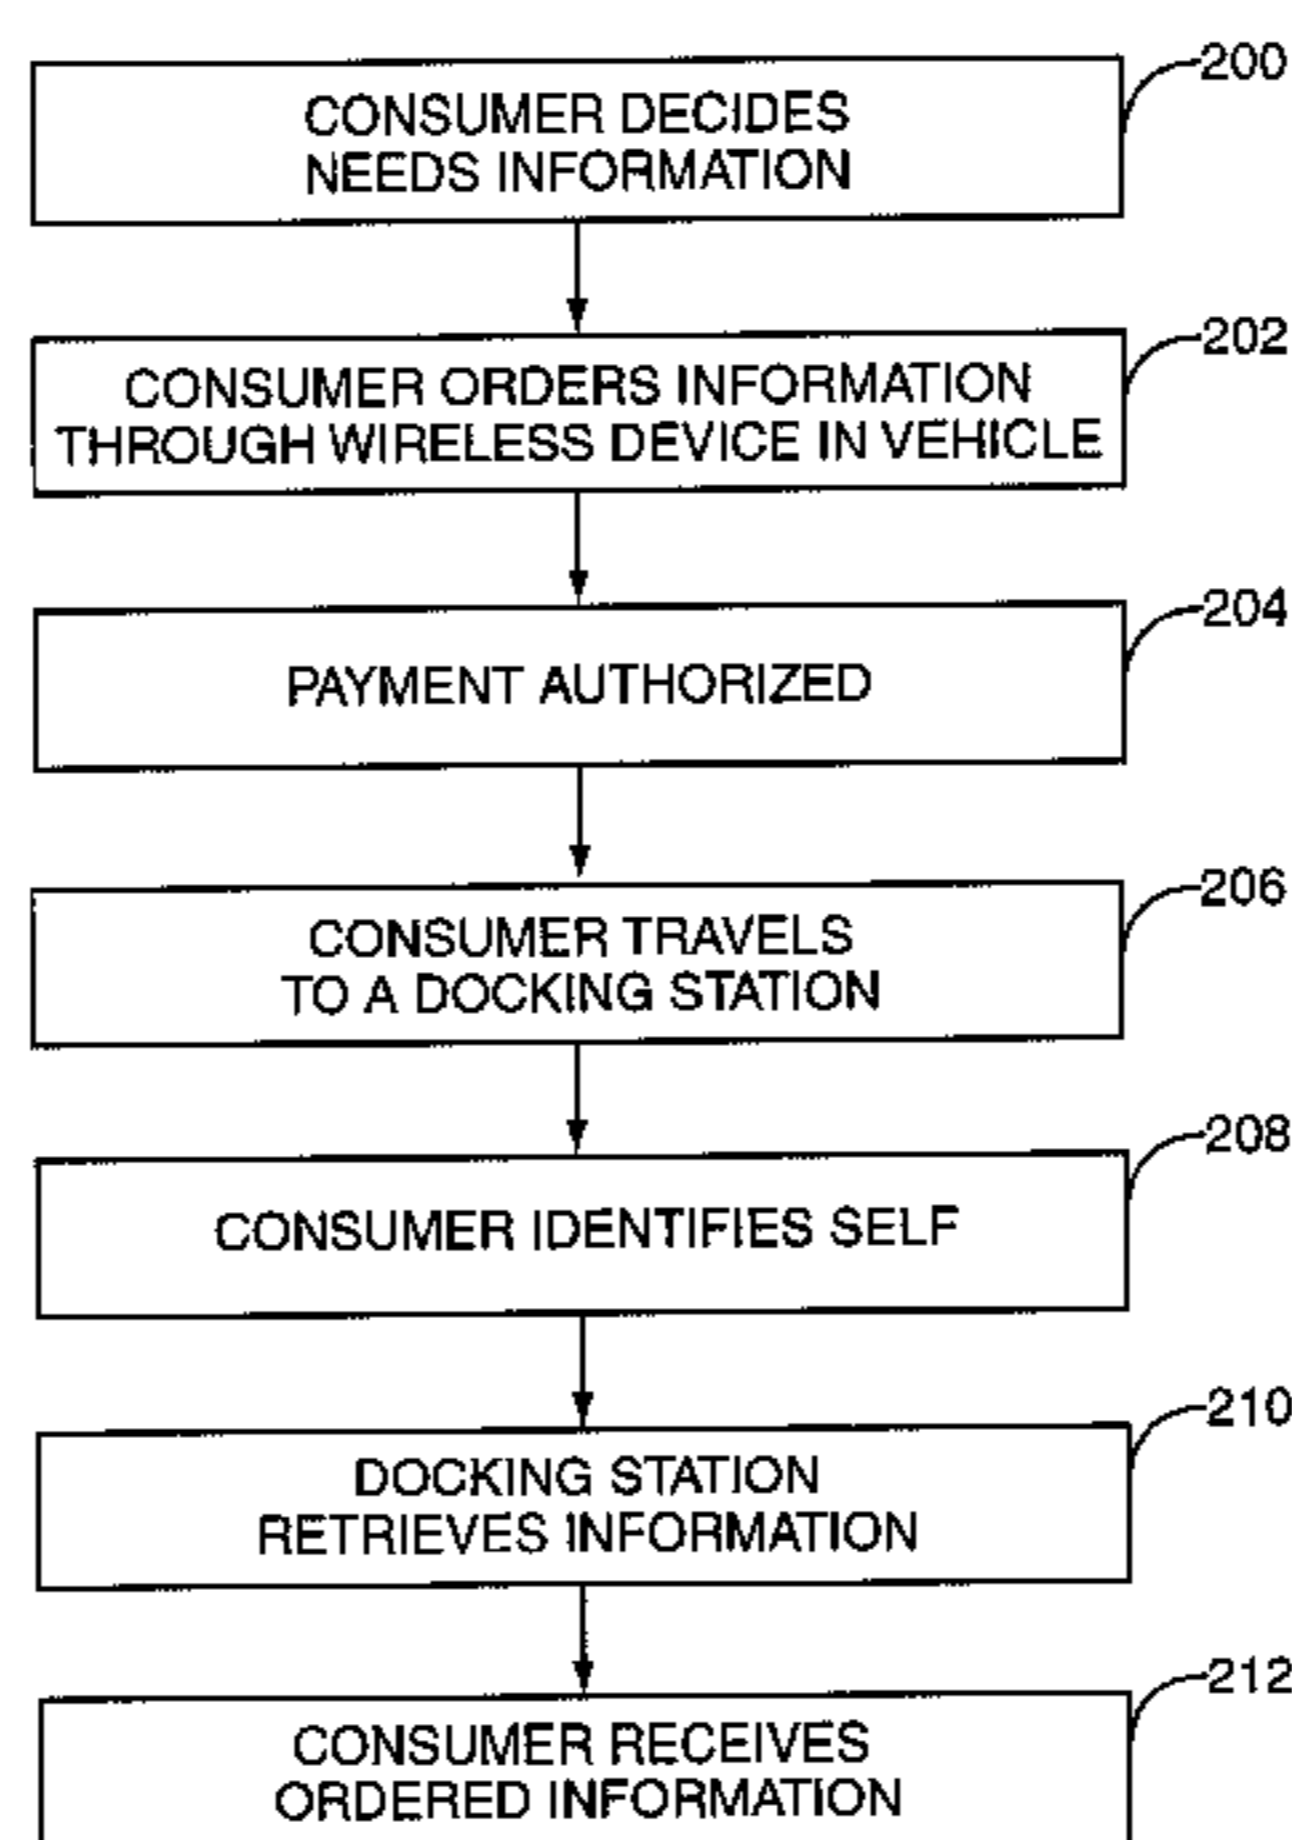 200
CONSUMER DECIDES
NEEDS INFORMATION
202
CONSUMER ORDERS INFORMATION
THROUGH WIRELESS DEVICE IN VEHICLE
204
PAYMENT AUTHORIZED
206
CONSUMER TRAVELS
TO A DOCKING STATION
208
CONSUMER IDENTIFIES SELF
210
DOCKING STATION
RETRIEVES INFORMATION
212
CONSUMER RECEIVES
ORDERED INFORMATION